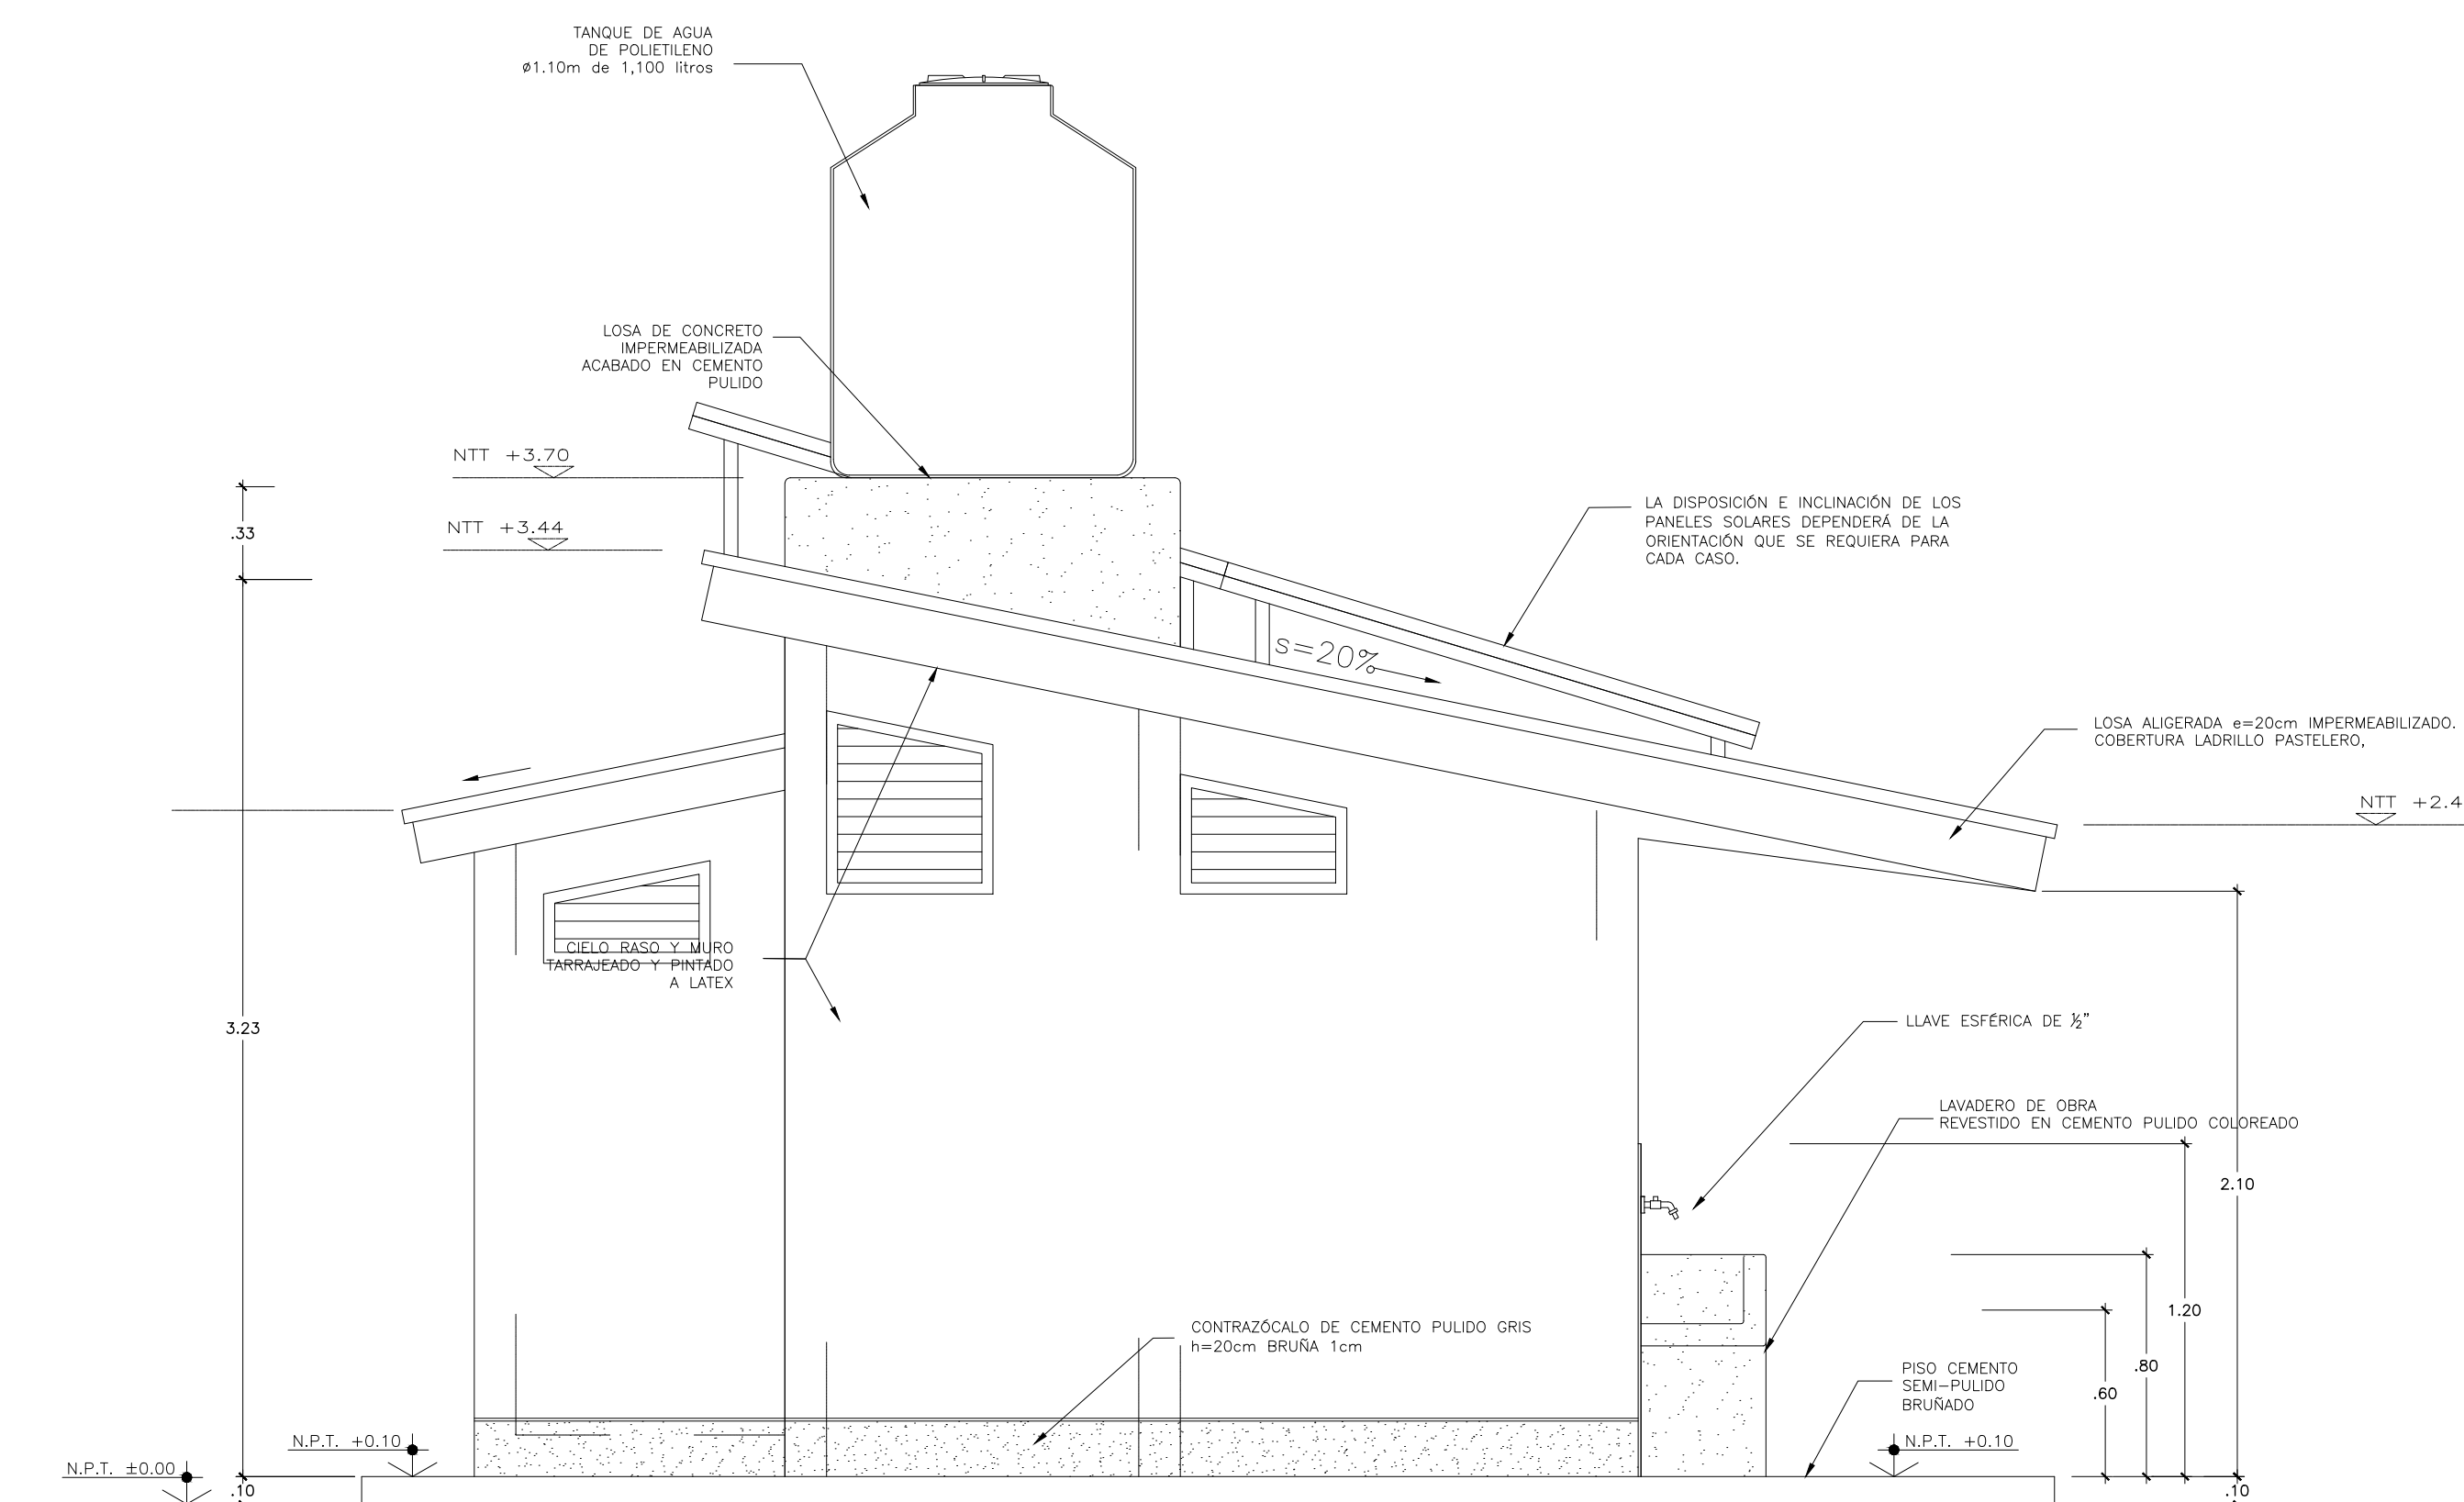 TANQUE DE AGUA
DE POLIETILENO
ø1.10m de 1,100 litros
LOSA DE CONCRETO
IMPERMEABILIZADA
ACABADO EN CEMENTO
PULIDO
NTT +3.70
NTT +3.44
.33
LA DISPOSICIÓN E INCLINACIÓN DE LOS
PANELES SOLARES DEPENDERÁ DE LA
ORIENTACIÓN QUE SE REQUIERA PARA
CADA CASO.
s=20%
LOSA ALIGERADA e=20cm IMPERMEABILIZADO.
COBERTURA LADRILLO PASTELERO,
NTT +2.4
CIELO RASO Y MURO
TARRAJEADO Y PINTADO
A LATEX
3.23
LLAVE ESFÉRICA DE ½"
LAVADERO DE OBRA
REVESTIDO EN CEMENTO PULIDO COLOREADO
2.10
1.20
.80
.60
CONTRAZÓCALO DE CEMENTO PULIDO GRIS
h=20cm BRUÑA 1cm
PISO CEMENTO
SEMI-PULIDO
BRUÑADO
N.P.T. +0.10
N.P.T. +0.10
N.P.T. ±0.00
.10
.10